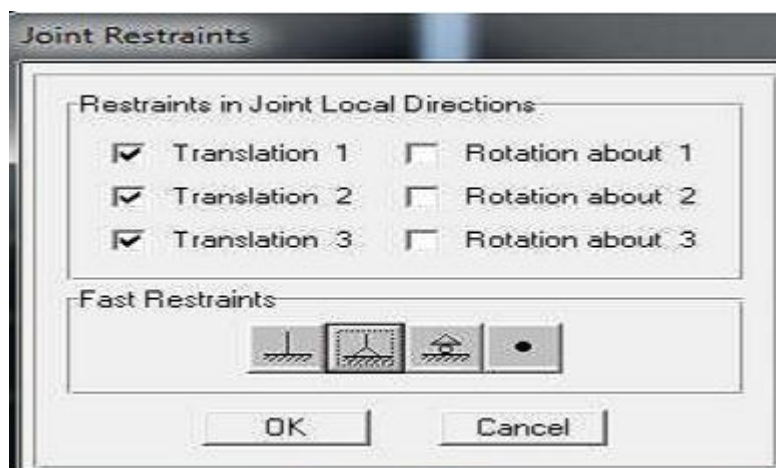 Joint Restraints
Restraints in Joint Local Directions
Translation 1 Rotation about 1
Translation 2 Rotation about 2
Translation 3 Rotation about 3
Fast Restraints
OK Cancel